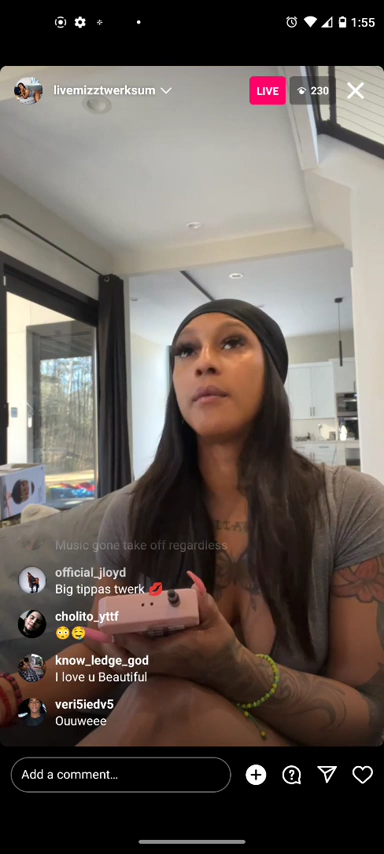 1:55
livemizztwerksum
LIVE
230
Music gone take off regardless
official_jloyd
Big tippas twerk 💋
cholito_yttf
😳🤤
know_ledge_god
I love u Beautiful
veri5iedv5
Ouuweee
Add a comment...